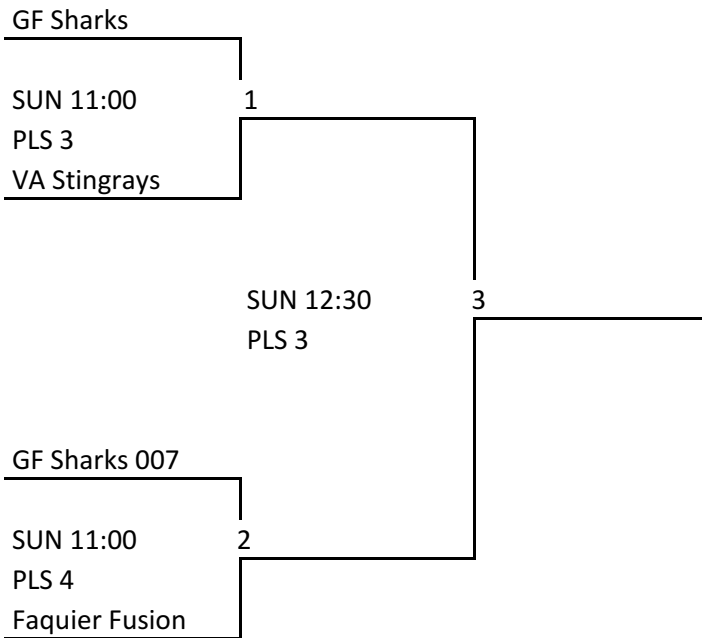 GF Sharks
SUN 11:00 1
PLS 3
VA Stingrays
SUN 12:30 3
PLS 3
GF Sharks 007
SUN 11:00 2
PLS 4
Faquier Fusion